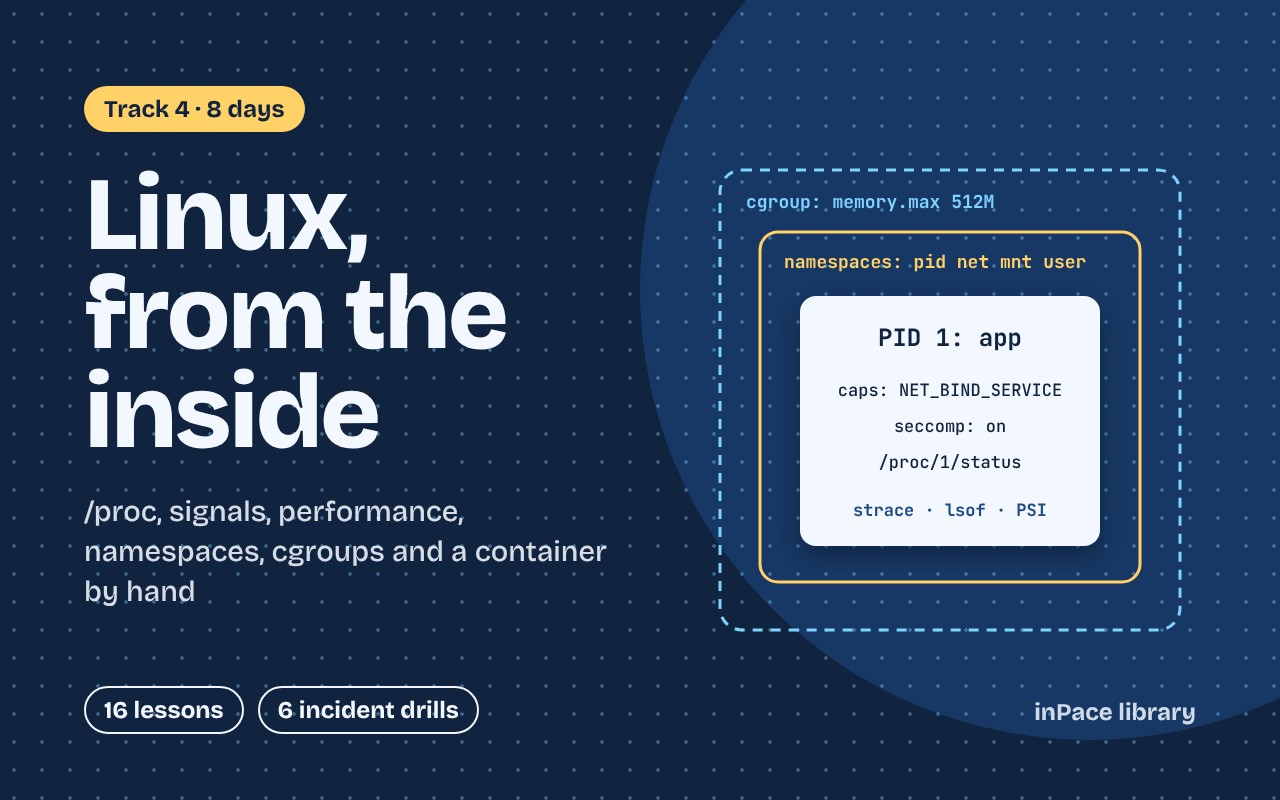 Track 4 · 8 days
Linux,
from the
inside
/proc, signals, performance,
namespaces, cgroups and a container
by hand
16 lessons
6 incident drills
cgroup: memory.max 512M
namespaces: pid net mnt user
PID 1: app
caps: NET_BIND_SERVICE
seccomp: on
/proc/1/status
strace · lsof · PSI
inPace library